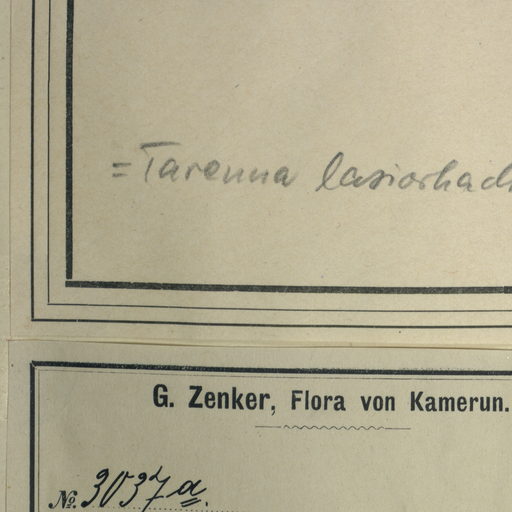 = Tarenna lasiorhach
G. Zenker, Flora von Kamerun.
No. 3037a.